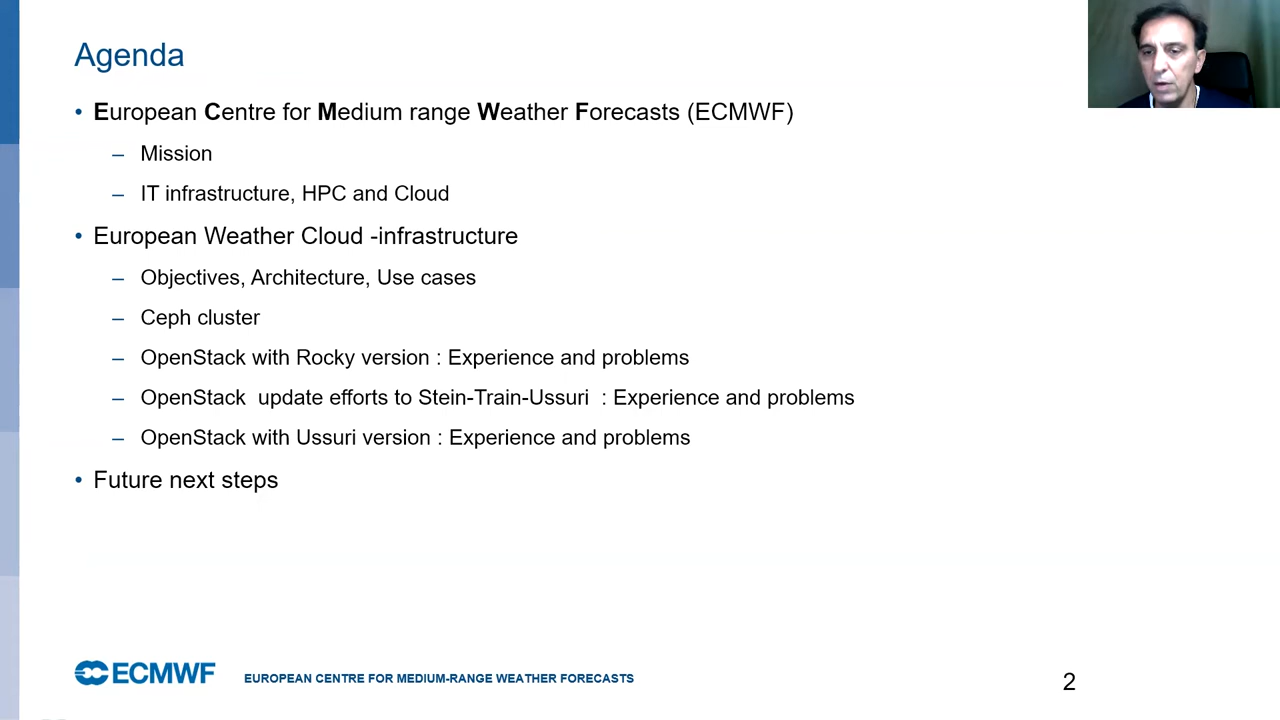 Agenda
• European Centre for Medium range Weather Forecasts (ECMWF)
– Mission
– IT infrastructure, HPC and Cloud
• European Weather Cloud -infrastructure
– Objectives, Architecture, Use cases
– Ceph cluster
– OpenStack with Rocky version : Experience and problems
– OpenStack  update efforts to Stein-Train-Ussuri  : Experience and problems
– OpenStack with Ussuri version : Experience and problems
• Future next steps
ECMWF
EUROPEAN CENTRE FOR MEDIUM-RANGE WEATHER FORECASTS
2